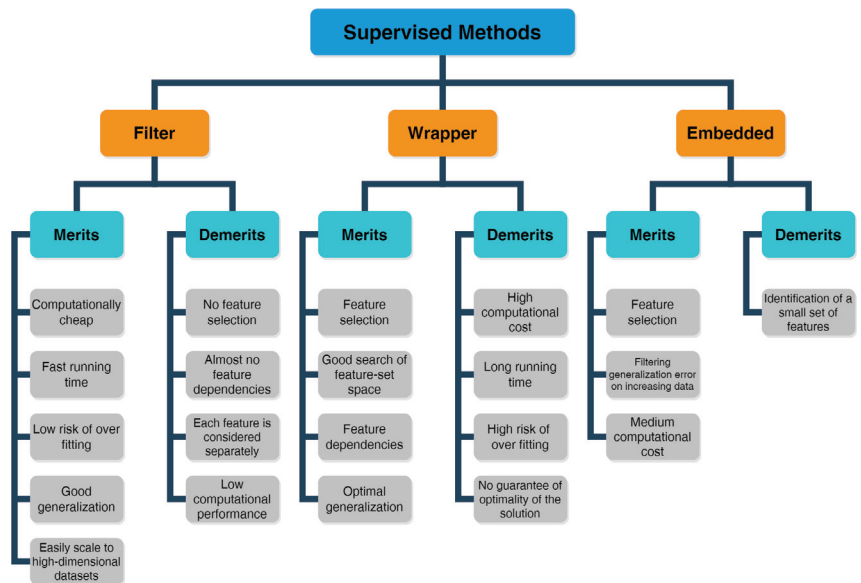 Supervised Methods
Filter
Wrapper
Embedded
Merits
Demerits
Merits
Demerits
Merits
Demerits
Computationally
cheap
Fast running
time
Low risk of over
fitting
Good
generalization
Easily scale to
high-dimensional
datasets
No feature
selection
Almost no
feature
dependencies
Each feature is
considered
separately
Low
computational
performance
Feature
selection
Good search of
feature-set
space
Feature
dependencies
Optimal
generalization
High
computational
cost
Long running
time
High risk of
over fitting
No guarantee of
optimality of the
solution
Feature
selection
Filtering
generalization error
on increasing data
Medium
computational
cost
Identification of a
small set of
features